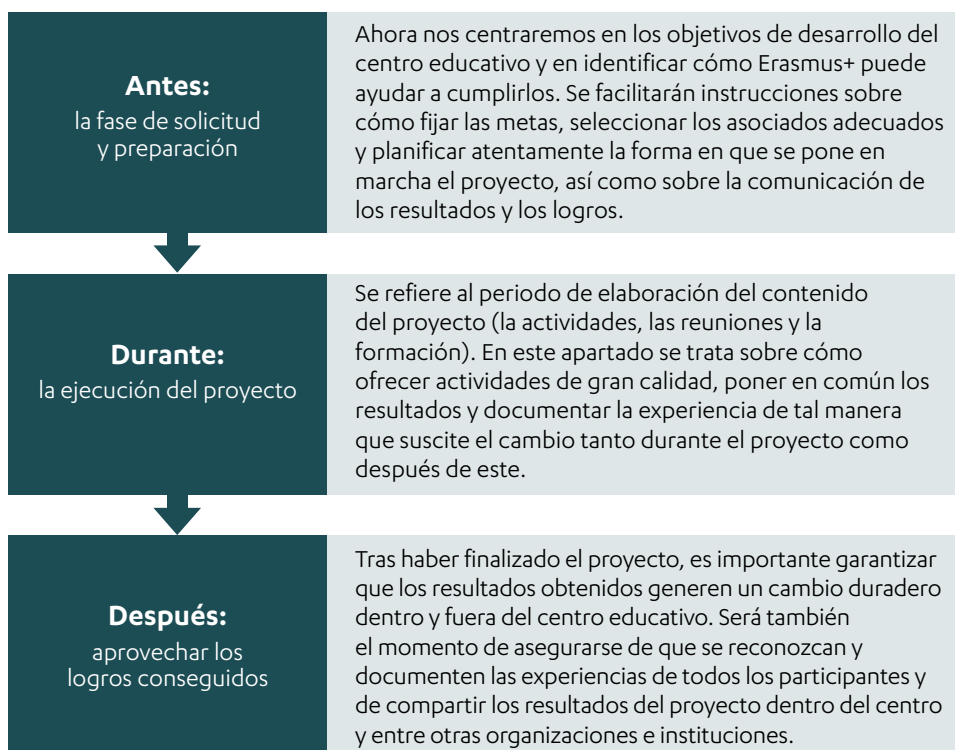 Antes:
la fase de solicitud
y preparación
Ahora nos centraremos en los objetivos de desarrollo del
centro educativo y en identificar cómo Erasmus+ puede
ayudar a cumplirlos. Se facilitarán instrucciones sobre
cómo fijar las metas, seleccionar los asociados adecuados
y planificar atentamente la forma en que se pone en
marcha el proyecto, así como sobre la comunicación de
los resultados y los logros.
Durante:
la ejecución del proyecto
Se refiere al periodo de elaboración del contenido
del proyecto (la actividades, las reuniones y la
formación). En este apartado se trata sobre cómo
ofrecer actividades de gran calidad, poner en común los
resultados y documentar la experiencia de tal manera
que suscite el cambio tanto durante el proyecto como
después de este.
Después:
aprovechar los
logros conseguidos
Tras haber finalizado el proyecto, es importante garantizar
que los resultados obtenidos generen un cambio duradero
dentro y fuera del centro educativo. Será también
el momento de asegurarse de que se reconozcan y
documenten las experiencias de todos los participantes y
de compartir los resultados del proyecto dentro del centro
y entre otras organizaciones e instituciones.